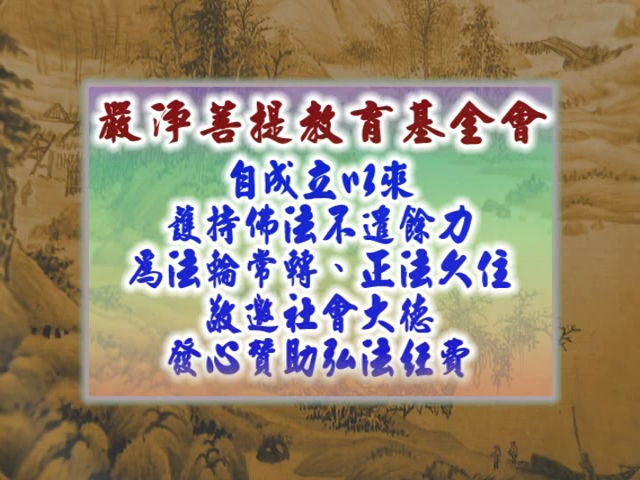 嚴淨菩提教育基金會
自成立以來
護持佛法不遺餘力
為法輪常轉、正法久住
敬邀社會大德
發心贊助弘法經費